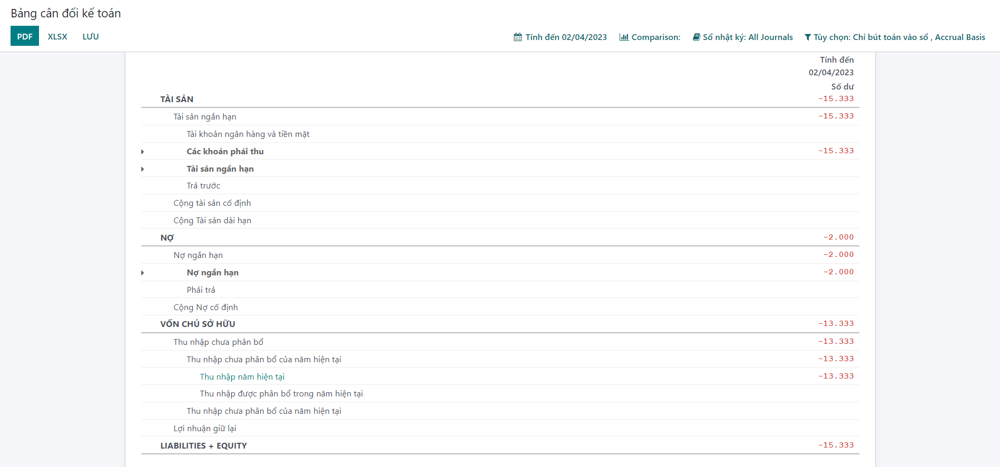 Bảng cân đối kế toán
PDF XLSX LƯU Tính đến 02/04/2023 Comparison: Sổ nhật ký: All Journals Tùy chọn: Chỉ bút toán vào sổ , Accrual Basis
Tính đến
02/04/2023
Số dư
TÀI SẢN -15.333
Tài sản ngắn hạn -15.333
Tài khoản ngân hàng và tiền mặt
Các khoản phải thu -15.333
Tài sản ngắn hạn
Trả trước
Cộng tài sản cố định
Cộng Tài sản dài hạn
NỢ -2.000
Nợ ngắn hạn -2.000
Nợ ngắn hạn -2.000
Phải trả
Cộng Nợ cố định
VỐN CHỦ SỞ HỮU -13.333
Thu nhập chưa phân bổ -13.333
Thu nhập chưa phân bổ của năm hiện tại -13.333
Thu nhập năm hiện tại -13.333
Thu nhập được phân bổ trong năm hiện tại
Thu nhập chưa phân bổ của năm hiện tại
Lợi nhuận giữ lại
LIABILITIES + EQUITY -15.333